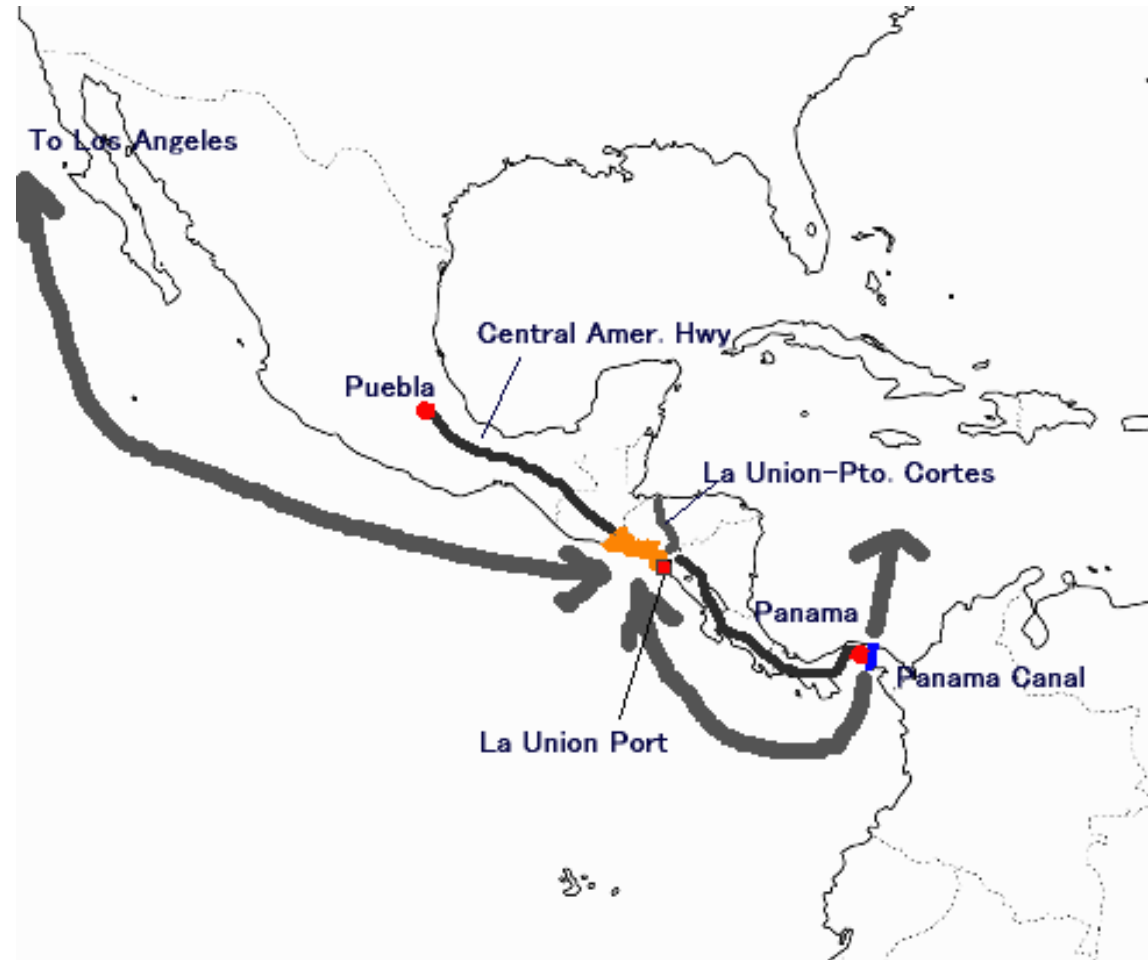 To Los Angeles
Central Amer. Hwy
Puebla
La Union-Pto. Cortes
Panama
Panama Canal
La Union Port